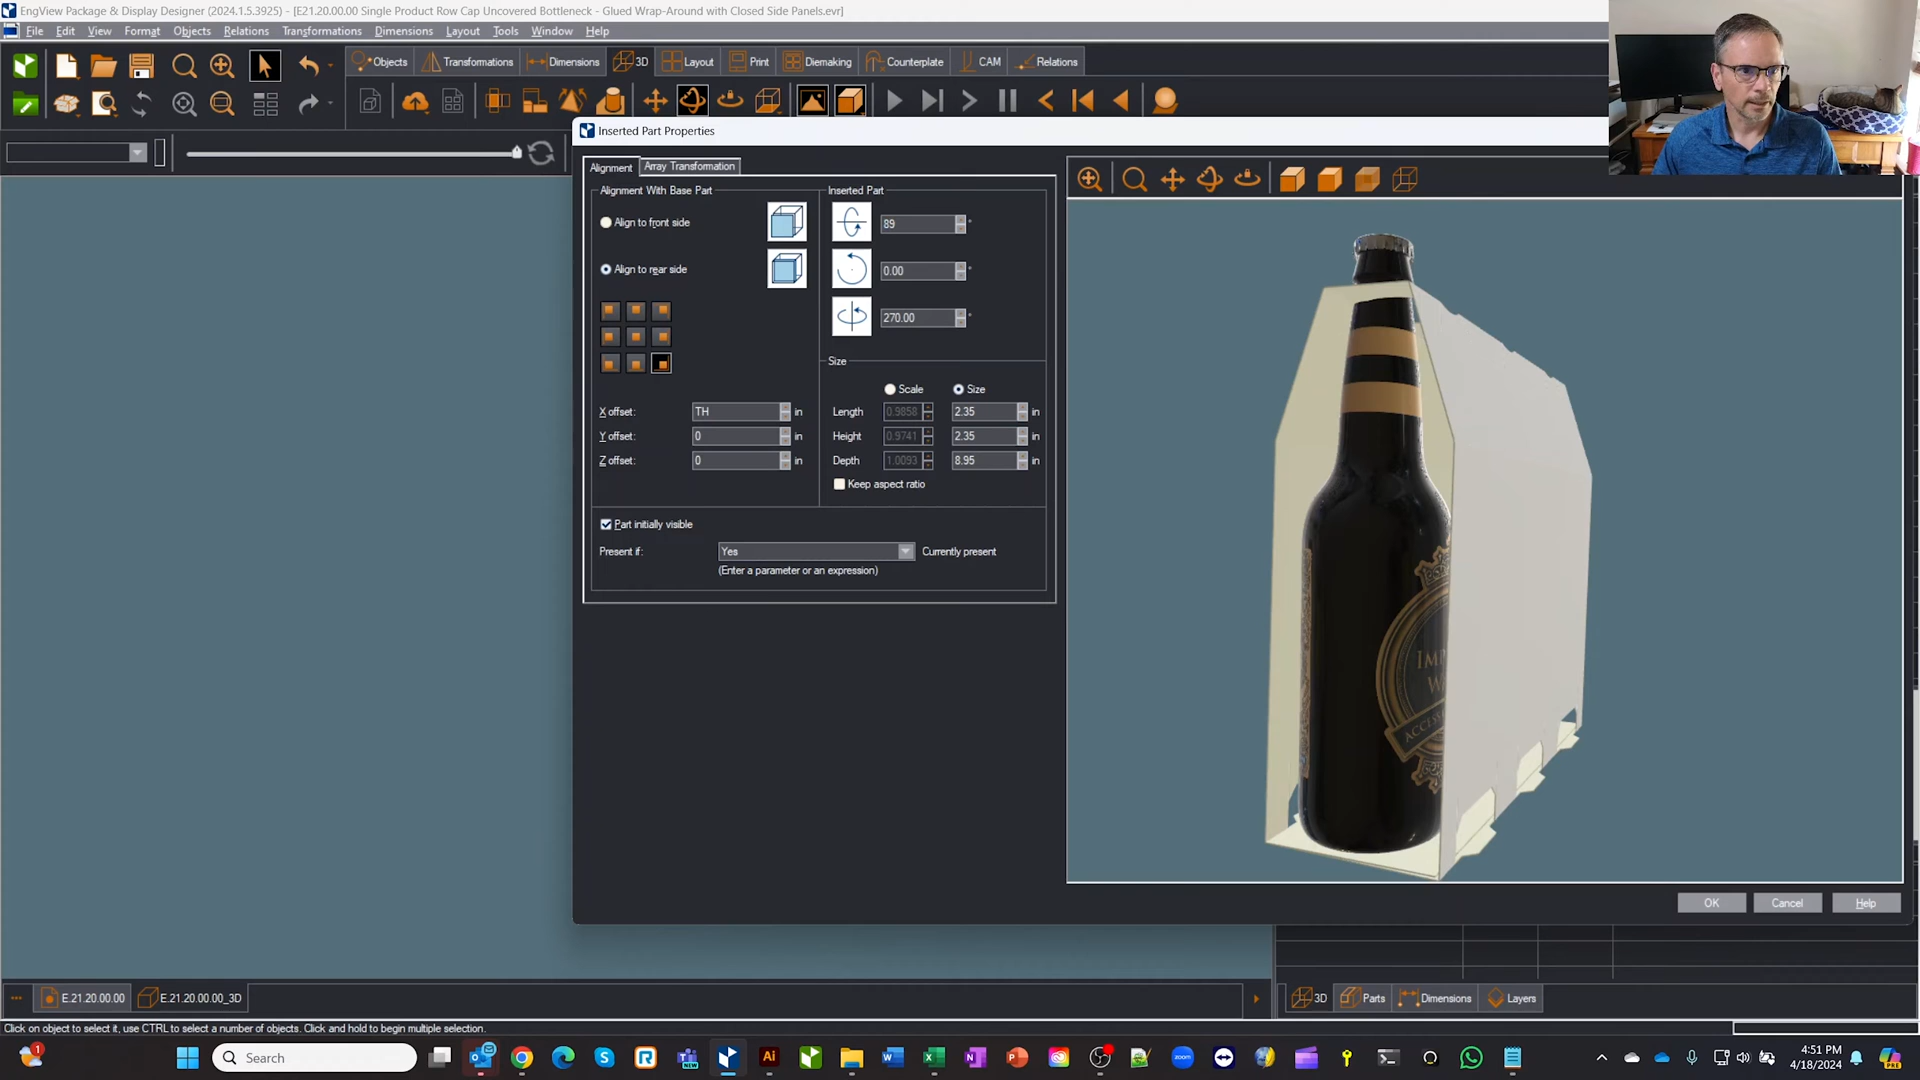 EngView Package & Display Designer (2024.1.5.3925) - [E21.20.00.00 Single Product Row Cap Uncovered Bottleneck - Glued Wrap-Around with Closed Side Panels.evr]
File Edit View Format Objects Relations Transformations Dimensions Layout Tools Window Help
Objects Transformations Dimensions 3D Layout Print Diemaking Counterplate CAM Relations
Inserted Part Properties
Alignment Array Transformation
Alignment With Base Part
Inserted Part
Align to front side
89 °
Align to rear side
0.00 °
270.00 °
Size
Scale Size
X offset: TH in
Length 0.9858 2.35 in
Y offset: 0 in
Height 0.9741 2.35 in
Z offset: 0 in
Depth 1.0093 8.95 in
Keep aspect ratio
Part initially visible
Present if: Yes Currently present
(Enter a parameter or an expression)
OK Cancel Help
E.21.20.00.00 E.21.20.00.00_3D
3D Parts Dimensions Layers
Click on object to select it, use CTRL to select a number of objects. Click and hold to begin multiple selection.
1
Search
NEW
Ai
4:51 PM
4/18/2024
PRE